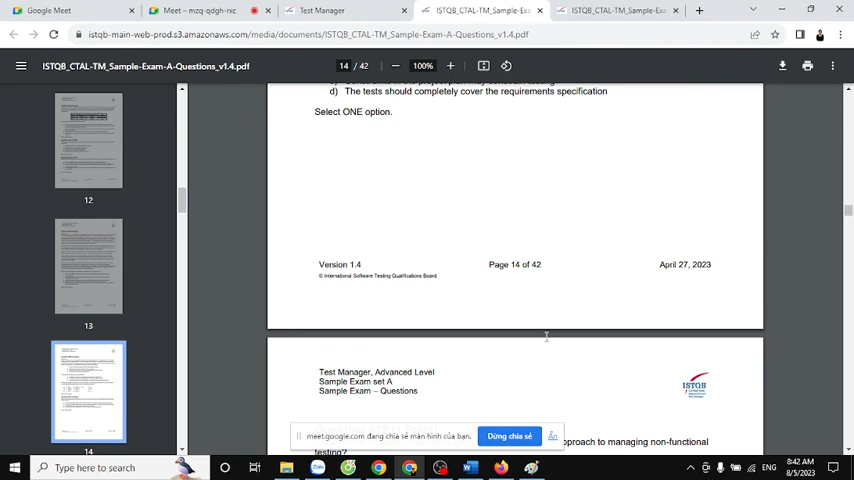 Google Meet
Meet – mzq-qdgh-rxc
Test Manager
ISTQB_CTAL-TM_Sample-Exam
ISTQB_CTAL-TM_Sample-Exam
istqb-main-web-prod.s3.amazonaws.com/media/documents/ISTQB_CTAL-TM_Sample-Exam-A-Questions_v1.4.pdf
ISTQB_CTAL-TM_Sample-Exam-A-Questions_v1.4.pdf
14 / 42
100%
12
13
14
d) The tests should completely cover the requirements specification
Select ONE option.
Version 1.4
Page 14 of 42
April 27, 2023
© International Software Testing Qualifications Board
Test Manager, Advanced Level
Sample Exam set A
Sample Exam – Questions
ISTQB
pproach to managing non-functional
testing?
meet.google.com đang chia sẻ màn hình của bạn.
Dừng chia sẻ
Ẩn
Type here to search
ENG
8:42 AM
8/5/2023